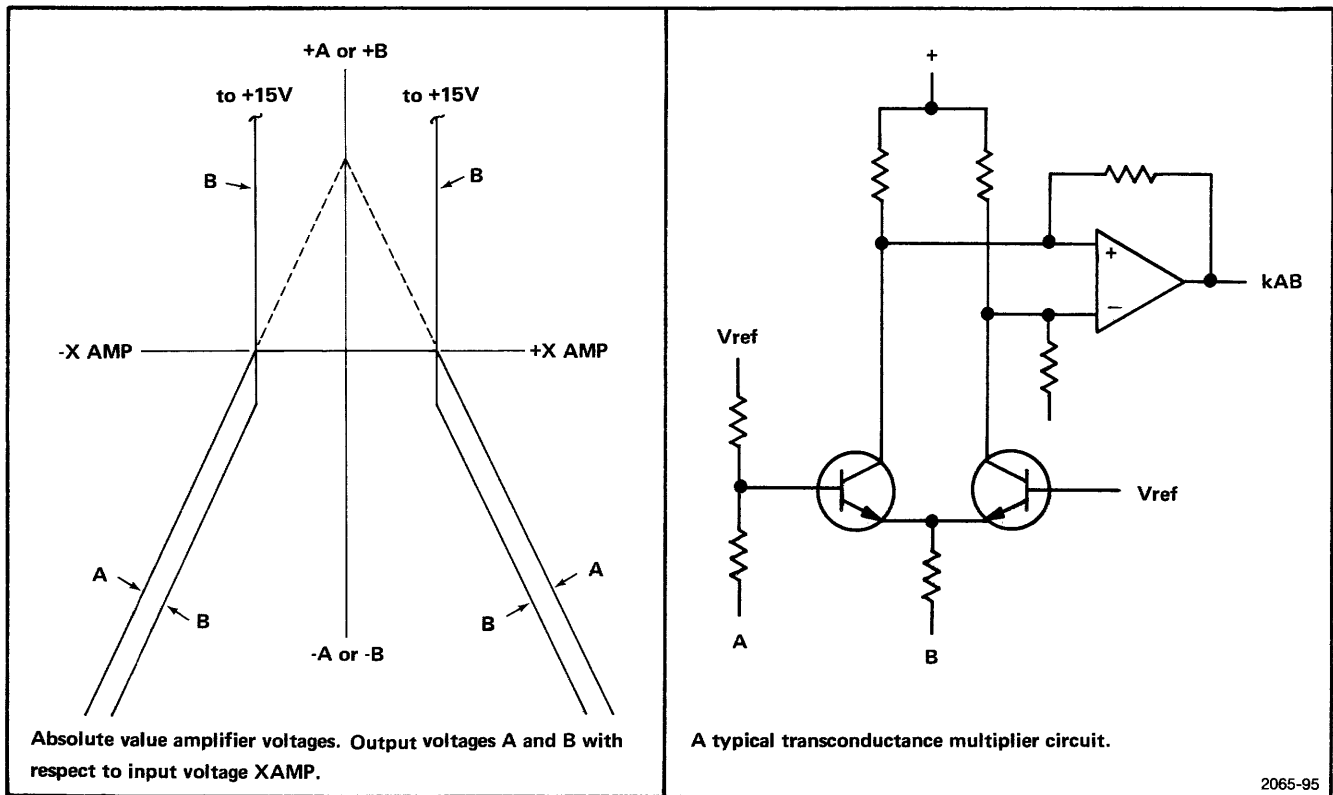 +A or +B
to +15V
to +15V
B
B
-X AMP
+X AMP
A
B
A
B
-A or -B
Absolute value amplifier voltages. Output voltages A and B with
respect to input voltage XAMP.
+
+
−
kAB
Vref
Vref
A
B
A typical transconductance multiplier circuit.
2065-95